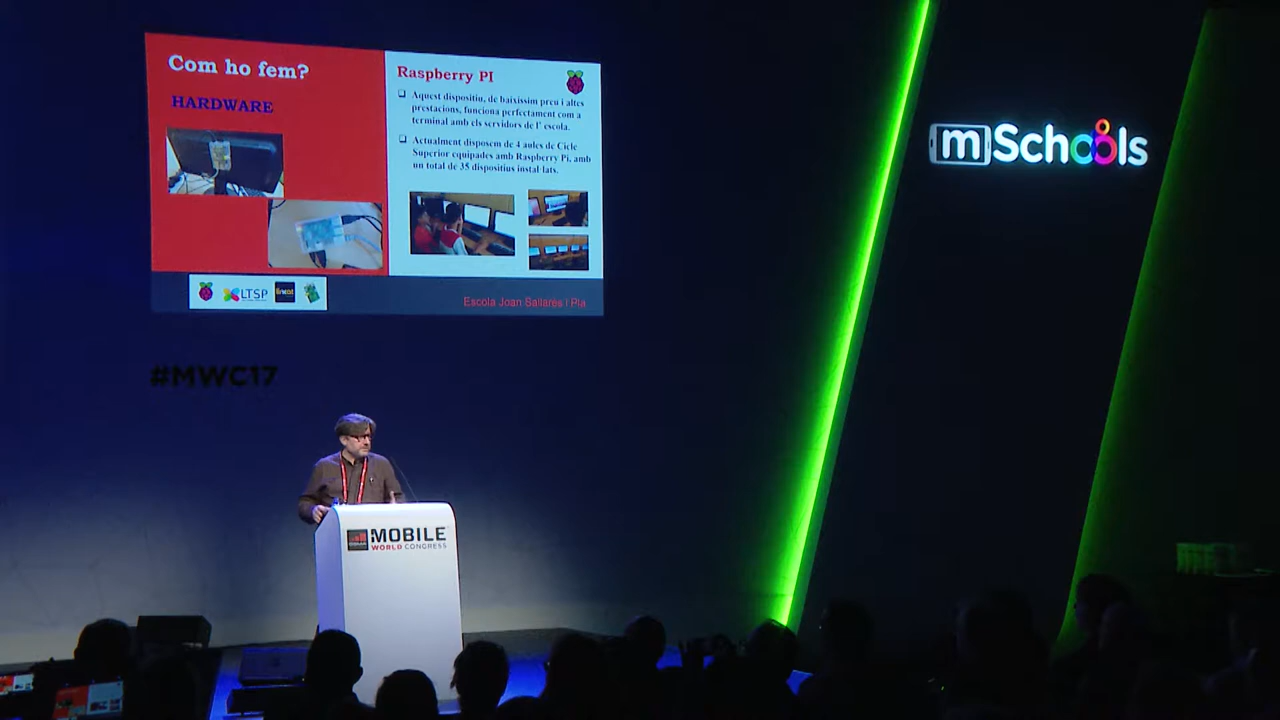 Com ho fem?
HARDWARE
Raspberry PI
Aquest dispositiu, de baixíssim preu i altes
prestacions, funciona perfectament com a
terminal amb els servidors de l' escola.
Actualment disposem de 4 aules de Cicle
Superior equipades amb Raspberry Pi, amb
un total de 35 dispositius instal·lats.
LTSP
linkat
Escola Joan Sallarès i Pla
mSchools
#MWC17
MOBILE
WORLD CONGRESS